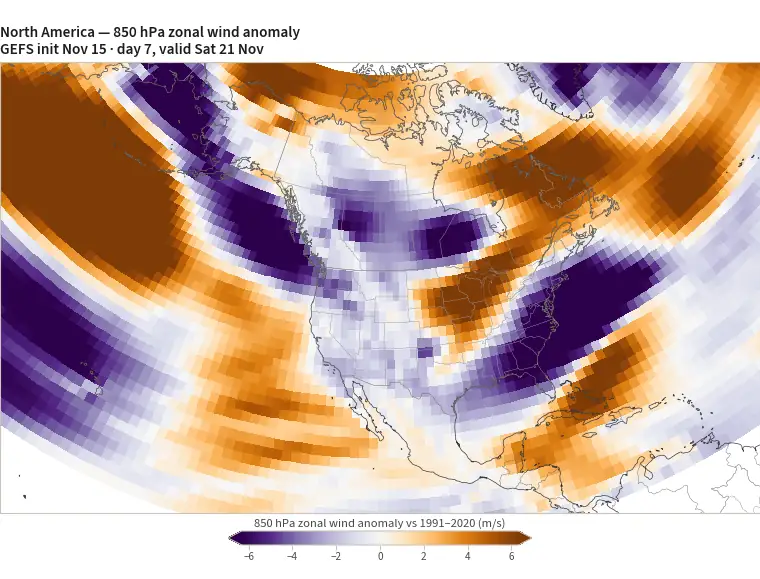 North America — 850 hPa zonal wind anomaly
GEFS init Nov 15 · day 7, valid Sat 21 Nov
850 hPa zonal wind anomaly vs 1991–2020 (m/s)
−6 −4 −2 0 2 4 6